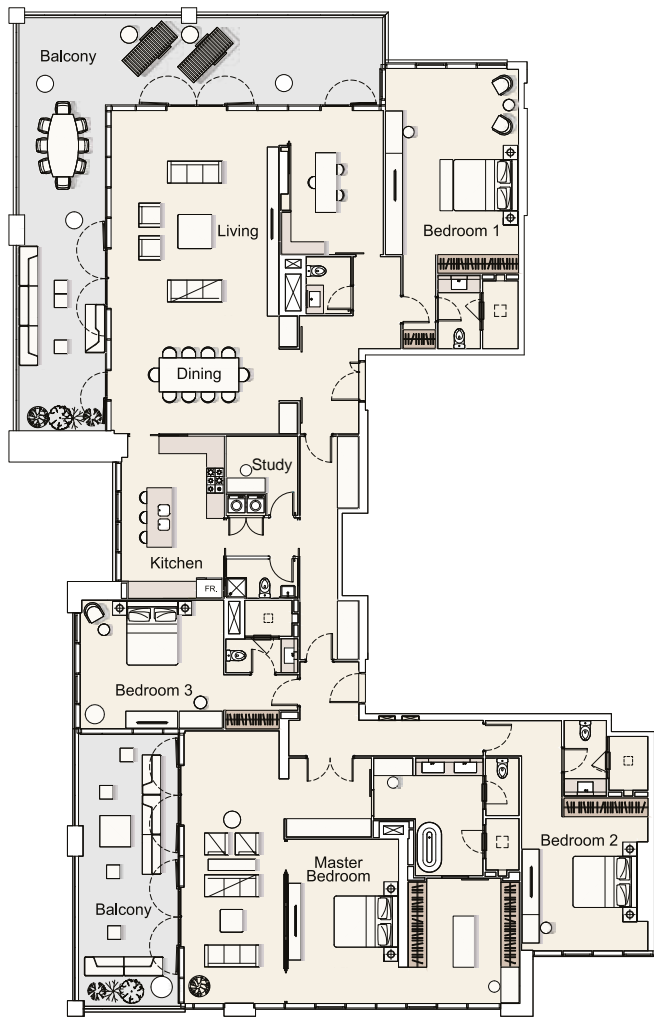 Balcony
Living
Bedroom 1
Dining
Study
Kitchen
FR.
Bedroom 3
Bedroom 2
Master
Bedroom
Balcony